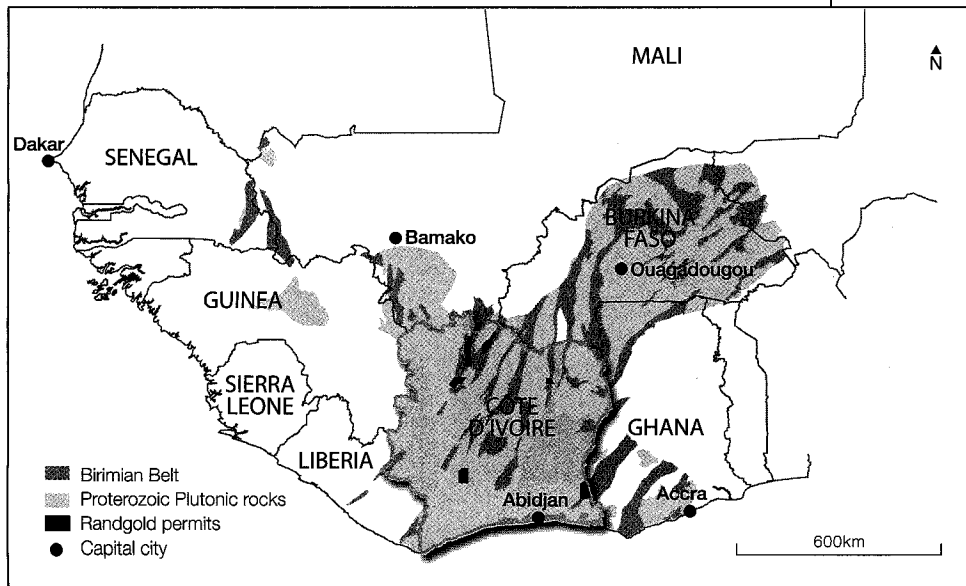 MALI
N
Dakar
SENEGAL
BURKINA
FASO
Bamako
Ouagadougou
GUINEA
SIERRA
LEONE
CÔTE
D'IVOIRE
GHANA
LIBERIA
Abidjan
Accra
Birimian Belt
Proterozoic Plutonic rocks
Randgold permits
Capital city
600km